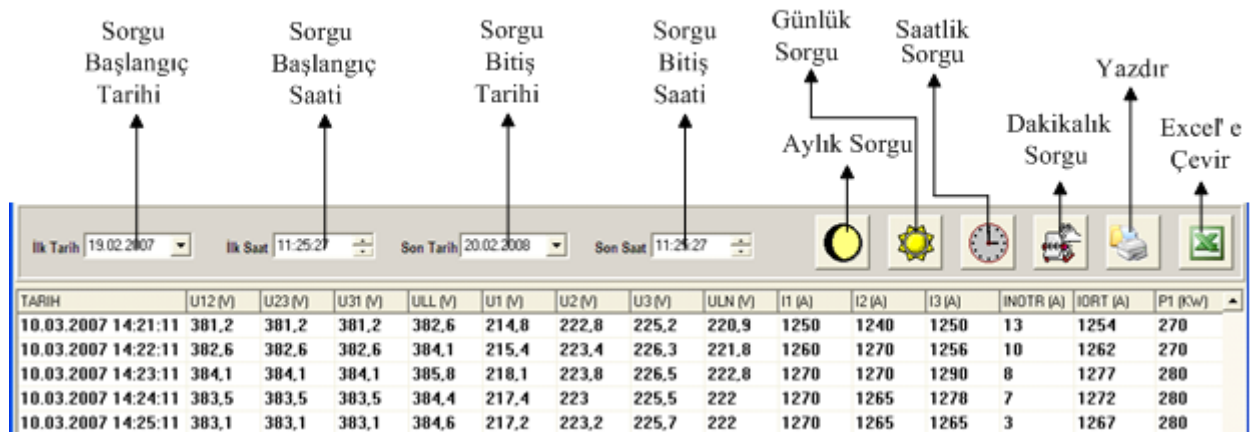 Sorgu
Başlangıç
Tarihi
Sorgu
Başlangıç
Saati
Sorgu
Bitiş
Tarihi
Sorgu
Bitiş
Saati
Günlük
Sorgu
Saatlik
Sorgu
Aylık Sorgu
Dakikalık
Sorgu
Yazdır
Excel' e
Çevir
İlk Tarih 19.02.2007 İlk Saat 11:25:27 Son Tarih 20.02.2008 Son Saat 11:25:27
TARIH U12 (V) U23 (V) U31 (V) ULL (V) U1 (V) U2 (V) U3 (V) ULN (V) I1 (A) I2 (A) I3 (A) INOTR (A) IORT (A) P1 (KW)
10.03.2007 14:21:11 381,2 381,2 381,2 382,6 214,8 222,8 225,2 220,9 1250 1240 1250 13 1254 270
10.03.2007 14:22:11 382,6 382,6 382,6 384,1 215,4 223,4 226,3 221,8 1260 1270 1256 10 1262 270
10.03.2007 14:23:11 384,1 384,1 384,1 385,8 218,1 223,8 226,5 222,8 1270 1270 1290 8 1277 280
10.03.2007 14:24:11 383,5 383,5 383,5 384,4 217,4 223 225,5 222 1270 1265 1278 7 1272 280
10.03.2007 14:25:11 383,1 383,1 383,1 384,6 217,2 223,2 225,7 222 1270 1265 1265 3 1267 280